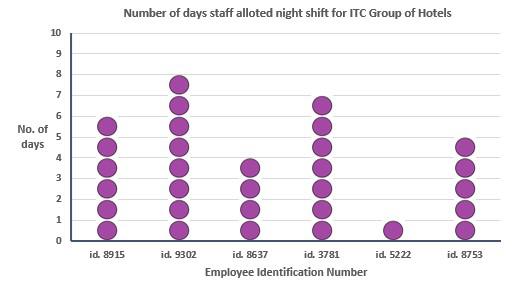 Number of days staff alloted night shift for ITC Group of Hotels
10
9
8
7
6
5
4
3
2
1
0
No. of
days
id. 8915 id. 9302 id. 8637 id. 3781 id. 5222 id. 8753
Employee Identification Number